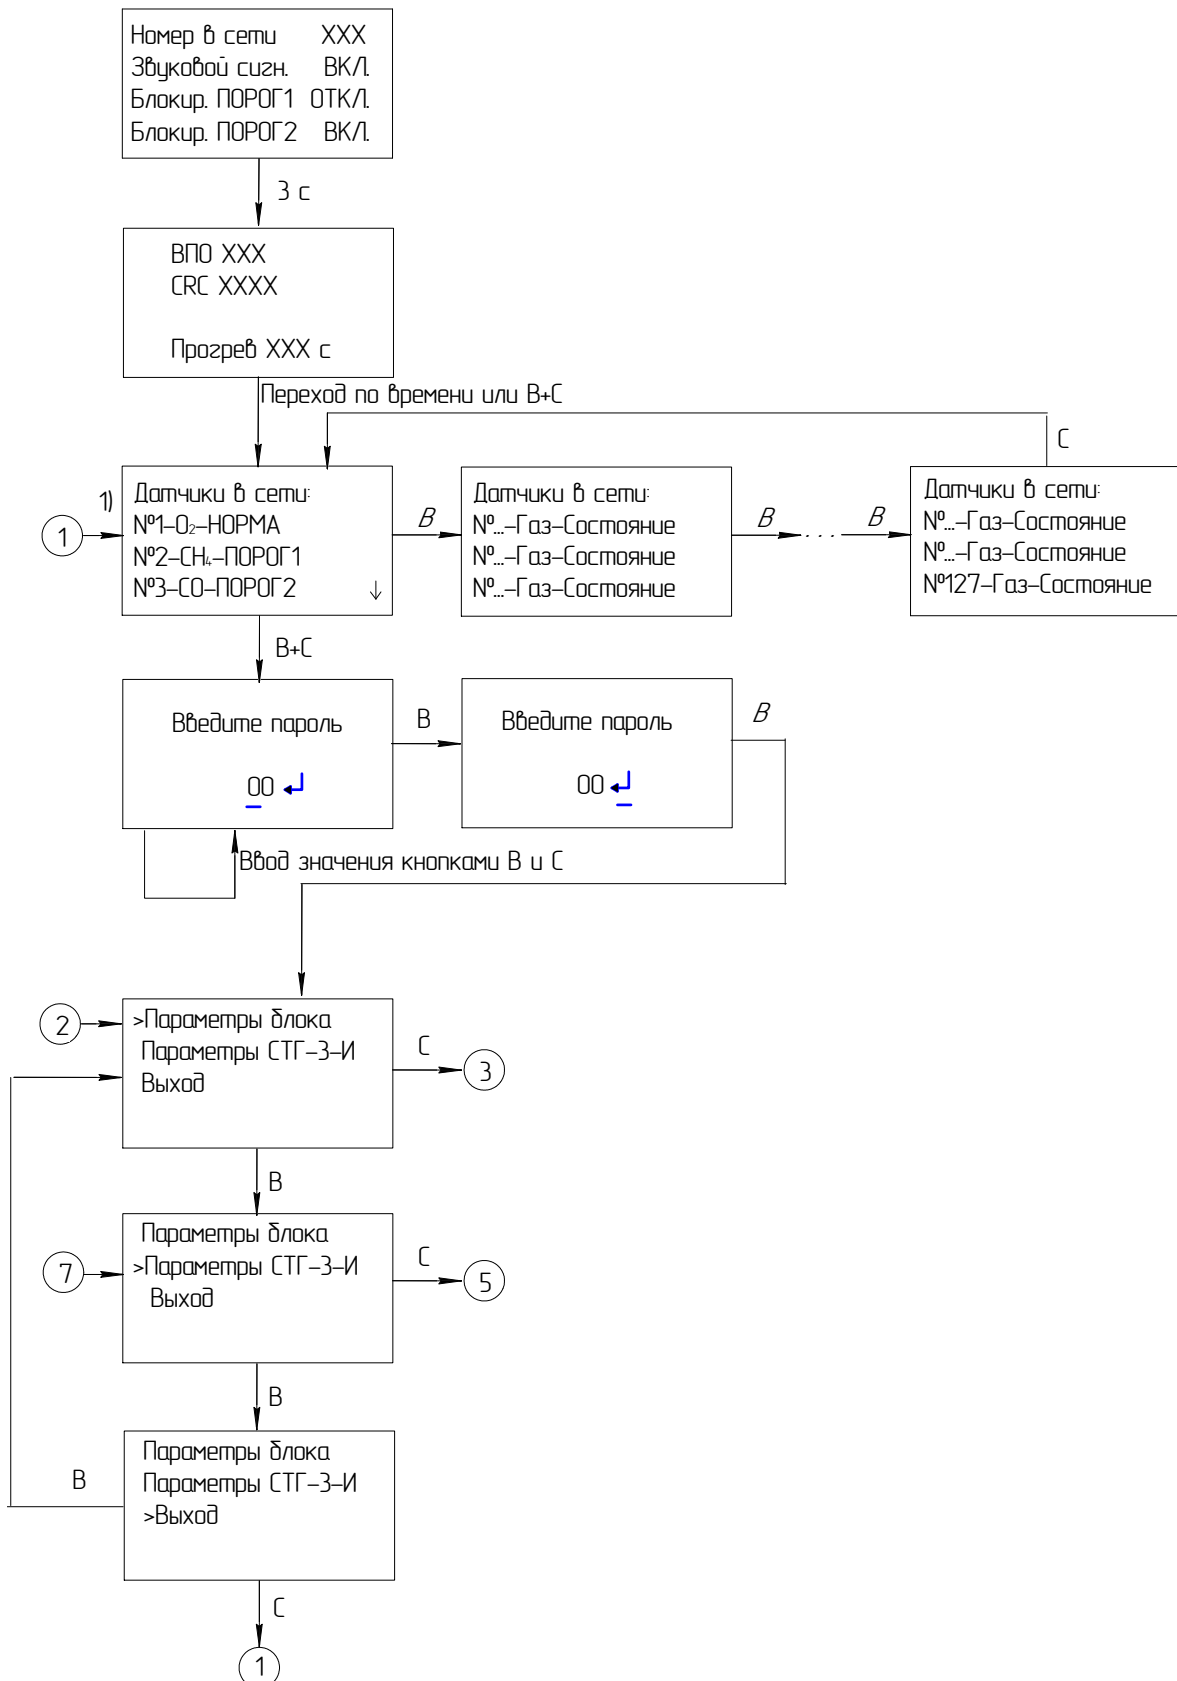 Номер в сети XXX
Звуковой сигн. ВКЛ.
Блокир. ПОРОГ1 ОТКЛ.
Блокир. ПОРОГ2 ВКЛ.
3 с
ВПО XXX
CRC XXXX
Прогрев XXX с
Переход по времени или В+С
С
1)
1
Датчики в сети:
№1-O₂-НОРМА
№2-CH₄-ПОРОГ1
№3-CO-ПОРОГ2 ↓
В
Датчики в сети:
№...-Газ-Состояние
№...-Газ-Состояние
№...-Газ-Состояние
В
...
В
Датчики в сети:
№...-Газ-Состояние
№...-Газ-Состояние
№127-Газ-Состояние
В+С
Введите пароль
00
В
Введите пароль
00
В
Ввод значения кнопками В и С
2
>Параметры блока
Параметры СТГ-3-И
Выход
С
3
В
7
Параметры блока
>Параметры СТГ-3-И
Выход
С
5
В
Параметры блока
Параметры СТГ-3-И
>Выход
В
С
1